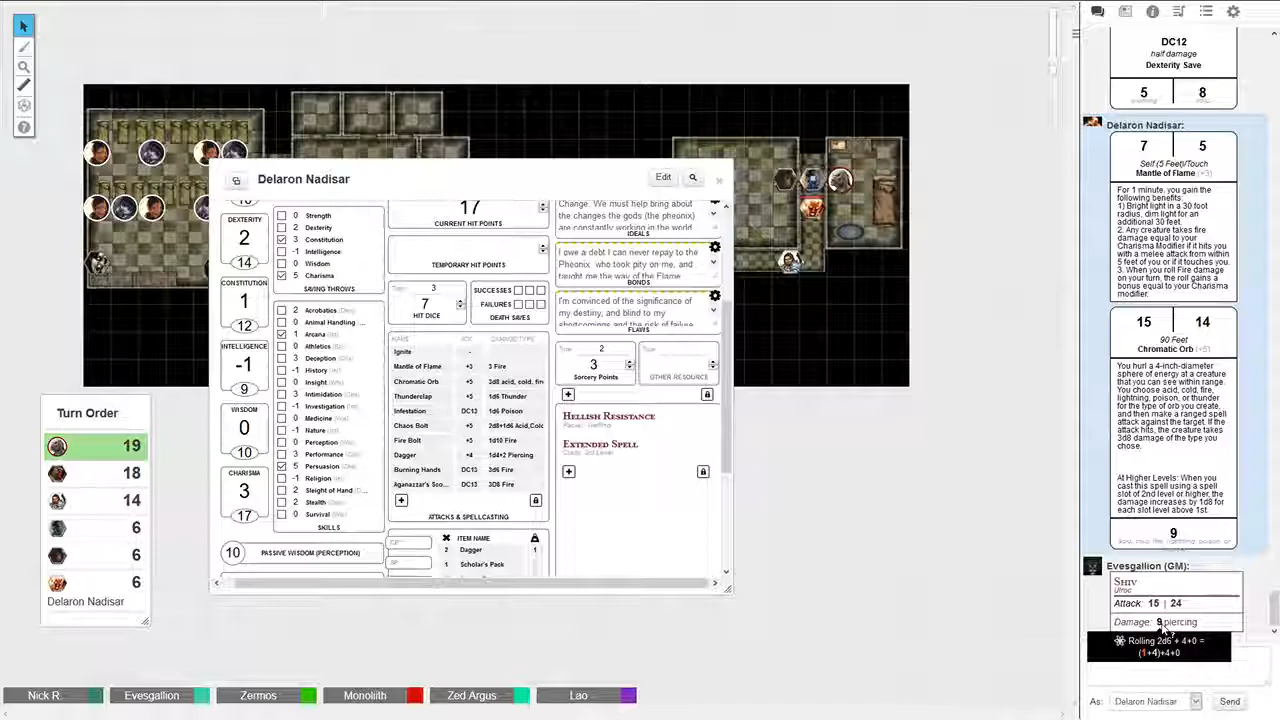 Delaron Nadisar
Edit
DEXTERITY
2
14
CONSTITUTION
1
12
INTELLIGENCE
-1
9
WISDOM
0
10
CHARISMA
3
17
0 Strength
2 Dexterity
3 Constitution
-1 Intelligence
0 Wisdom
5 Charisma
SAVING THROWS
2 Acrobatics
0 Animal Handling ...
1 Arcana
0 Athletics
3 Deception
-1 History
0 Insight
3 Intimidation
-1 Investigation
0 Medicine
-1 Nature
0 Perception
3 Performance
5 Persuasion
-1 Religion
2 Sleight of Hand
2 Stealth
0 Survival
SKILLS
10 PASSIVE WISDOM (PERCEPTION)
17
CURRENT HIT POINTS
TEMPORARY HIT POINTS
3
7
HIT DICE
SUCCESSES
FAILURES
DEATH SAVES
NAME
Ignite -
Mantle of Flame +3 3 Fire
Chromatic Orb +5 3d8 acid, cold, fire
Thunderclap +5 1d6 Thunder
Infestation DC13 1d6 Poison
Chaos Bolt +5 2d8+1d6 Acid,Cold
Fire Bolt +5 1d10 Fire
Dagger +4 1d4+2 Piercing
Burning Hands DC13 3d6 Fire
Aganazzar's Sco... DC13 3D8 Fire
ATTACKS & SPELLCASTING
ITEM NAME
2 Dagger 1
1 Scholar's Pack
Change. We must help bring about
the changes the gods (the pheonix)
are constantly working in the world
IDEALS
I owe a debt I can never repay to the
Pheonix, who took pity on me, and
taught me the way of the Flame
BONDS
I'm convinced of the significance of
my destiny, and blind to my
shortcomings and the risk of failure
FLAWS
2
3
Sorcery Points
OTHER RESOURCE
HELLISH RESISTANCE
EXTENDED SPELL
Turn Order
19
18
14
6
6
6
Delaron Nadisar
Nick R.
Evesgallion
Zermos
Monolith
Zed Argus
Lao
DC12
half damage
Dexterity Save
5 8
Delaron Nadisar:
7 5
Self (5 Feet)/Touch
Mantle of Flame (+3)
For 1 minute, you gain the
following benefits.
1) Bright light in a 30 foot
radius, dim light for an
additional 30 feet.
2. Any creature takes fire
damage equal to your
Charisma Modifier if it hits you
with a melee attack from within
5 feet of you or if it touches you.
3. When you roll Fire damage
on your turn, the roll gains a
bonus equal to your Charisma
modifier.
15 14
90 Feet
Chromatic Orb (+5)
You hurl a 4-inch-diameter
sphere of energy at a creature
that you can see within range.
You choose acid, cold, fire,
lightning, poison, or thunder
for the type of orb you create,
and then make a ranged spell
attack against the target. If
the attack hits, the creature takes
3d8 damage of the type you
chose.
At Higher Levels: When you
cast this spell using a spell
slot of 2nd level or higher, the
damage increases by 1d8 for
each slot level above 1st.
9
Evesgallion (GM):
SHIV
Ulroc
Attack: 15 | 24
Damage: 9 piercing
Rolling 2d6 + 4+0 =
(1+4)+4+0
As: Delaron Nadisar
Send